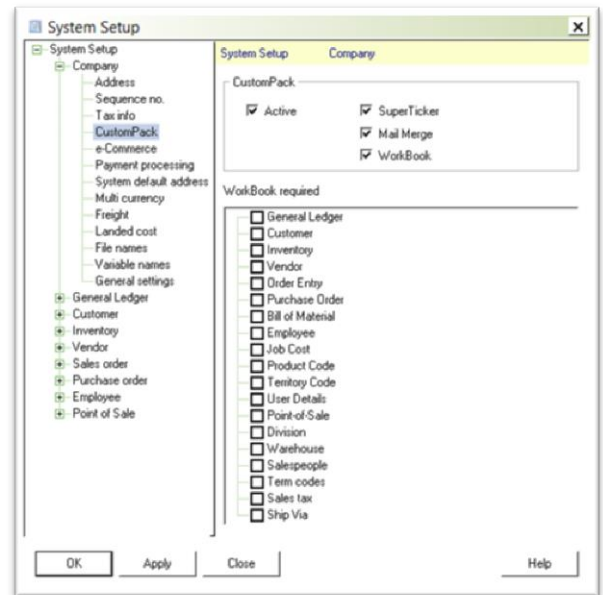 System Setup
System Setup
Company
Address
Sequence no.
Tax info
CustomPack
e-Commerce
Payment processing
System default address
Multi currency
Freight
Landed cost
File names
Variable names
General settings
General Ledger
Customer
Inventory
Vendor
Sales order
Purchase order
Employee
Point of Sale
System Setup Company
CustomPack
Active SuperTicker
Mail Merge
WorkBook
WorkBook required
General Ledger
Customer
Inventory
Vendor
Order Entry
Purchase Order
Bill of Material
Employee
Job Cost
Product Code
Territory Code
User Details
Point-of-Sale
Division
Warehouse
Salespeople
Term codes
Sales tax
Ship Via
OK Apply Close Help